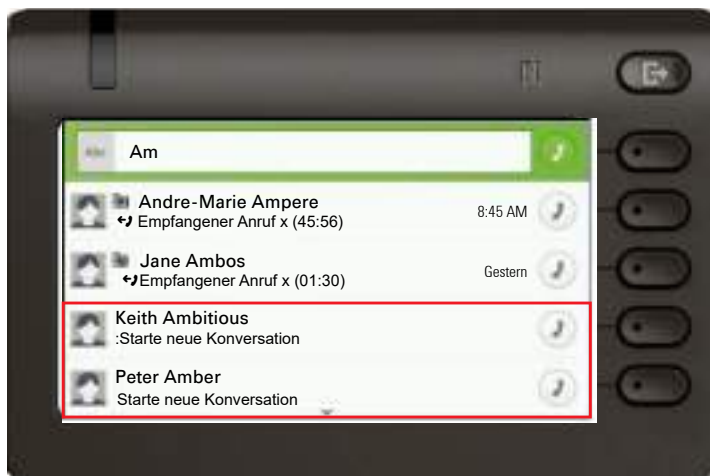 Am
Andre-Marie Ampere
Empfangener Anruf x (45:56)
8:45 AM
Jane Ambos
Empfangener Anruf x (01:30)
Gestern
Keith Ambitious
:Starte neue Konversation
Peter Amber
Starte neue Konversation